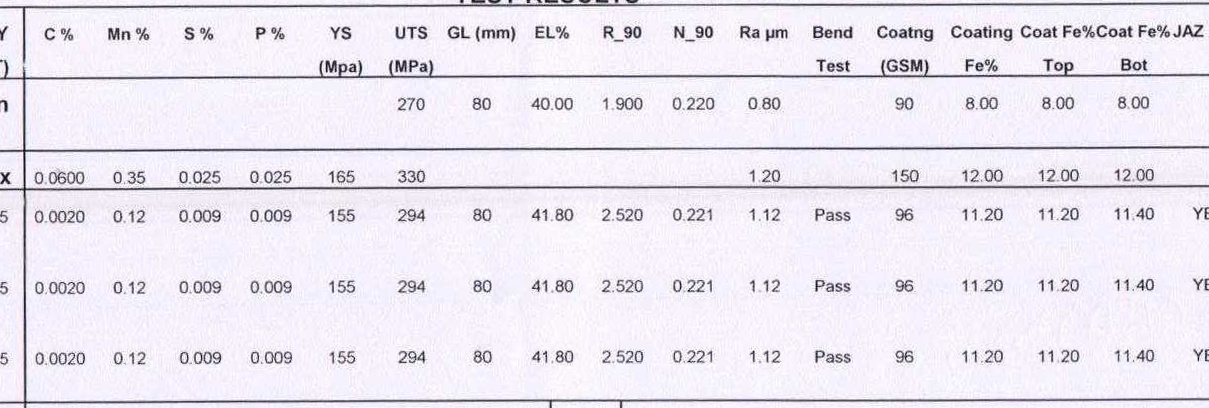 TEST RESULTS
Y C % Mn % S % P % YS UTS GL (mm) EL% R_90 N_90 Ra µm Bend Coatng Coating Coat Fe% Coat Fe% JAZ
T) (Mpa) (MPa) Test (GSM) Fe% Top Bot
n 270 80 40.00 1.900 0.220 0.80 90 8.00 8.00 8.00
x 0.0600 0.35 0.025 0.025 165 330 1.20 150 12.00 12.00 12.00
5 0.0020 0.12 0.009 0.009 155 294 80 41.80 2.520 0.221 1.12 Pass 96 11.20 11.20 11.40 YE
5 0.0020 0.12 0.009 0.009 155 294 80 41.80 2.520 0.221 1.12 Pass 96 11.20 11.20 11.40 YE
5 0.0020 0.12 0.009 0.009 155 294 80 41.80 2.520 0.221 1.12 Pass 96 11.20 11.20 11.40 YE